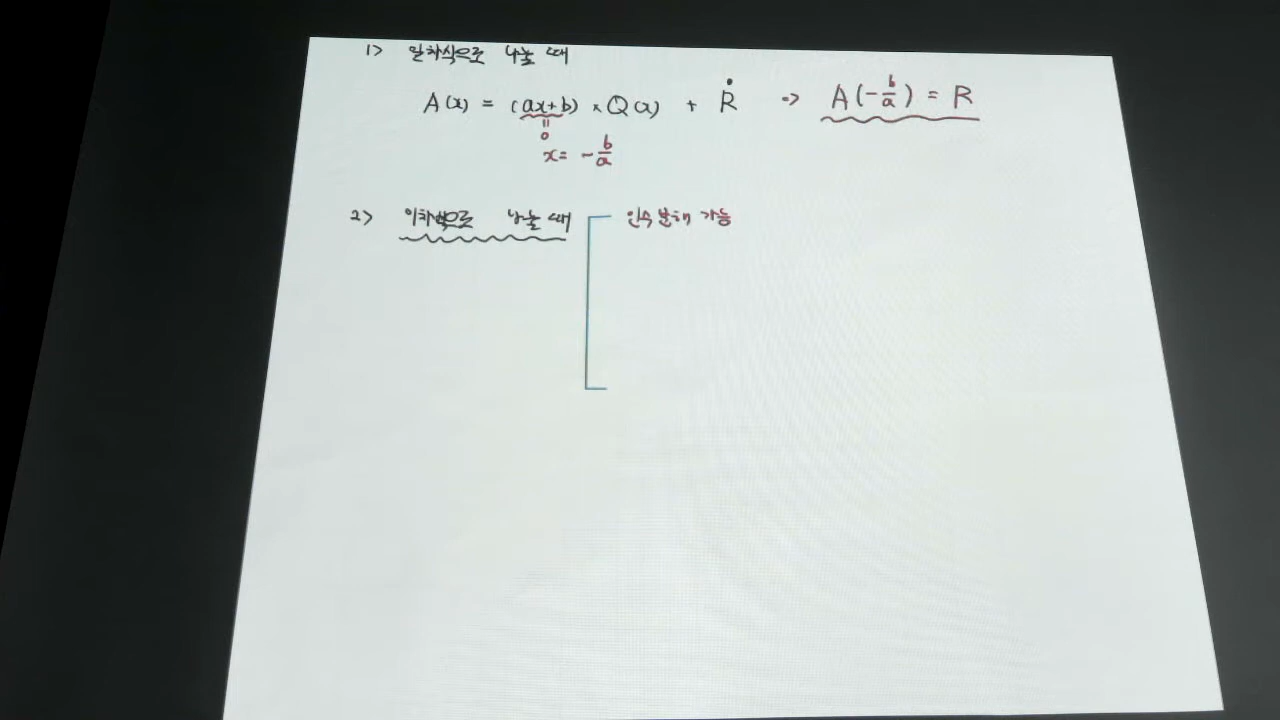 1> 일차식으로 나눌 때
A(x) = (ax+b) × Q(x) + R ⇒ A(-b/a) = R
= 0
x = -b/a
2> 이차식으로 나눌 때 인수분해 가능